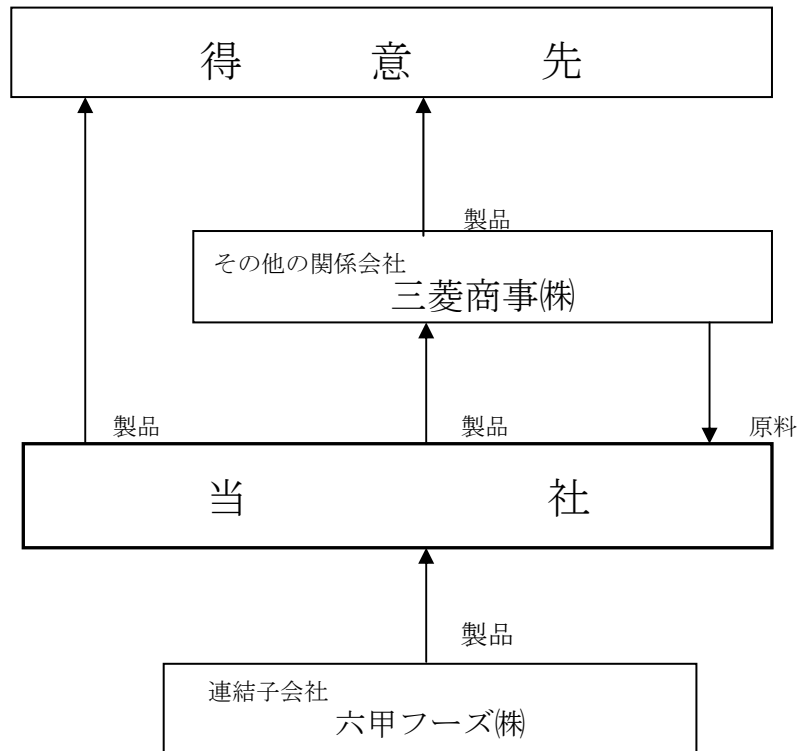 得意先
製品
その他の関係会社
三菱商事㈱
製品
製品
原料
当社
製品
連結子会社
六甲フーズ㈱